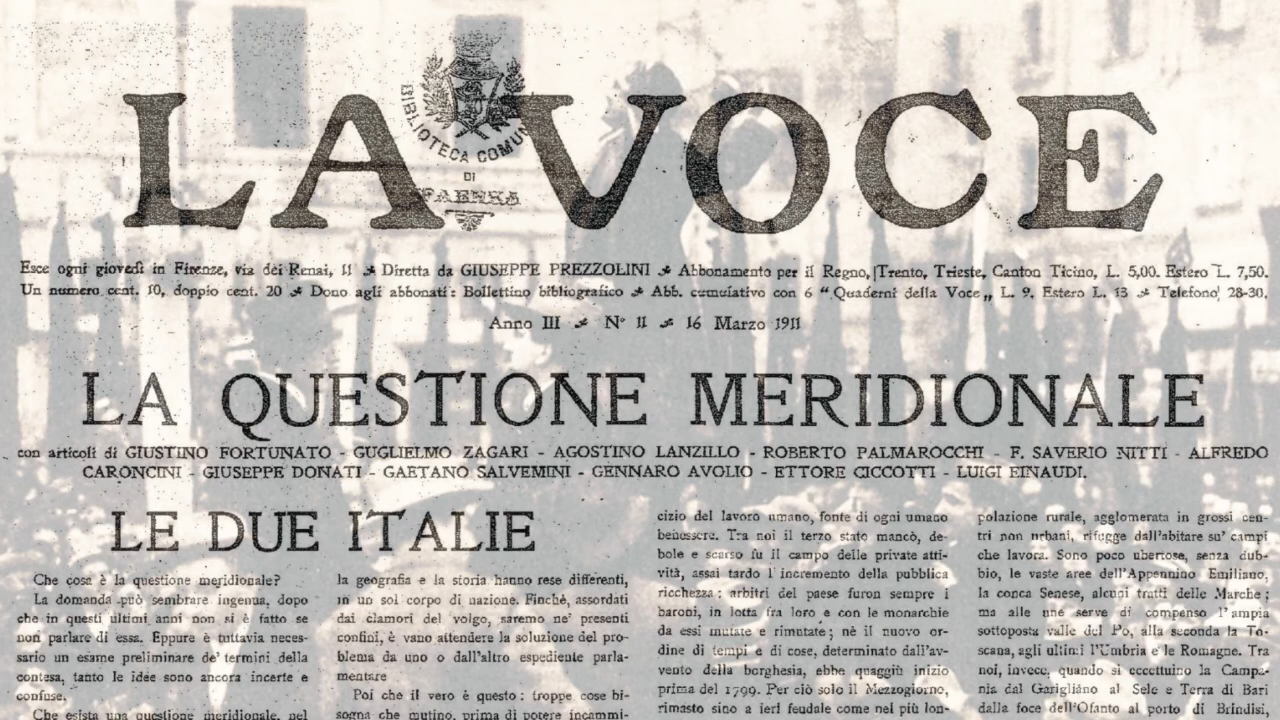 LA VOCE
BIBLIOTECA COMUN
DI
FAENZA
Esce ogni giovedì in Firenze, via dei Renai, 11 Diretta da GIUSEPPE PREZZOLINI Abbonamento per il Regno, Trento, Trieste, Canton Ticino, L. 5,00. Estero L. 7,50.
Un numero cent. 10, doppio cent. 20 Dono agli abbonati: Bollettino bibliografico Abb. cumulativo con 6 “Quaderni della Voce„ L. 9. Estero L. 13 Telefono 28-30.
Anno III N° 11 16 Marzo 1911
LA QUESTIONE MERIDIONALE
con articoli di GIUSTINO FORTUNATO - GUGLIELMO ZAGARI - AGOSTINO LANZILLO - ROBERTO PALMAROCCHI - F. SAVERIO NITTI - ALFREDO
CARONCINI - GIUSEPPE DONATI - GAETANO SALVEMINI - GENNARO AVOLIO - ETTORE CICCOTTI - LUIGI EINAUDI.
LE DUE ITALIE
Che cosa è la questione meridionale?
La domanda può sembrare ingenua, dopo
che in questi ultimi anni non si è fatto se
non parlare di essa. Eppure è tuttavia neces-
sario un esame preliminare de' termini della
contesa, tanto le idee sono ancora incerte e
confuse.
Che esista una questione meridionale, nel
la geografia e la storia hanno rese differenti,
in un sol corpo di nazione. Finchè, assordati
dai clamori del volgo, saremo ne' presenti
confini, è vano attendere la soluzione del pro-
blema da uno o dall'altro espediente parla-
mentare
Poi che il vero è questo: troppe cose bi-
sogna che mutino, prima di potere incammi-
cizio del lavoro umano, fonte di ogni umano
benessere. Tra noi il terzo stato mancò, de-
bole e scarso fu il campo delle private atti-
vità, assai tardo l'incremento della pubblica
ricchezza: arbitri del paese furon sempre i
baroni, in lotta fra loro e con le monarchie
da essi mutate e rimutate; nè il nuovo or-
dine di tempi e di cose, determinato dall'av-
vento della borghesia, ebbe quaggiù inizio
prima del 1799. Per ciò solo il Mezzogiorno,
rimasto sino a ieri feudale come nel più lon-
polazione rurale, agglomerata in grossi cen-
tri non urbani, rifugge dall'abitare su' campi
che lavora. Sono poco ubertose, senza dub-
bio, le vaste aree dell'Appennino Emiliano,
la conca Senese, alcuni tratti delle Marche;
ma alle une serve di compenso l'ampia
sottoposta valle del Po, alla seconda la To-
scana, agli ultimi l'Umbria e le Romagne. Tra
noi, invece, quando si eccettuino la Campa-
nia dal Garigliano al Sele e Terra di Bari
dalla foce dell'Ofanto al porto di Brindisi,